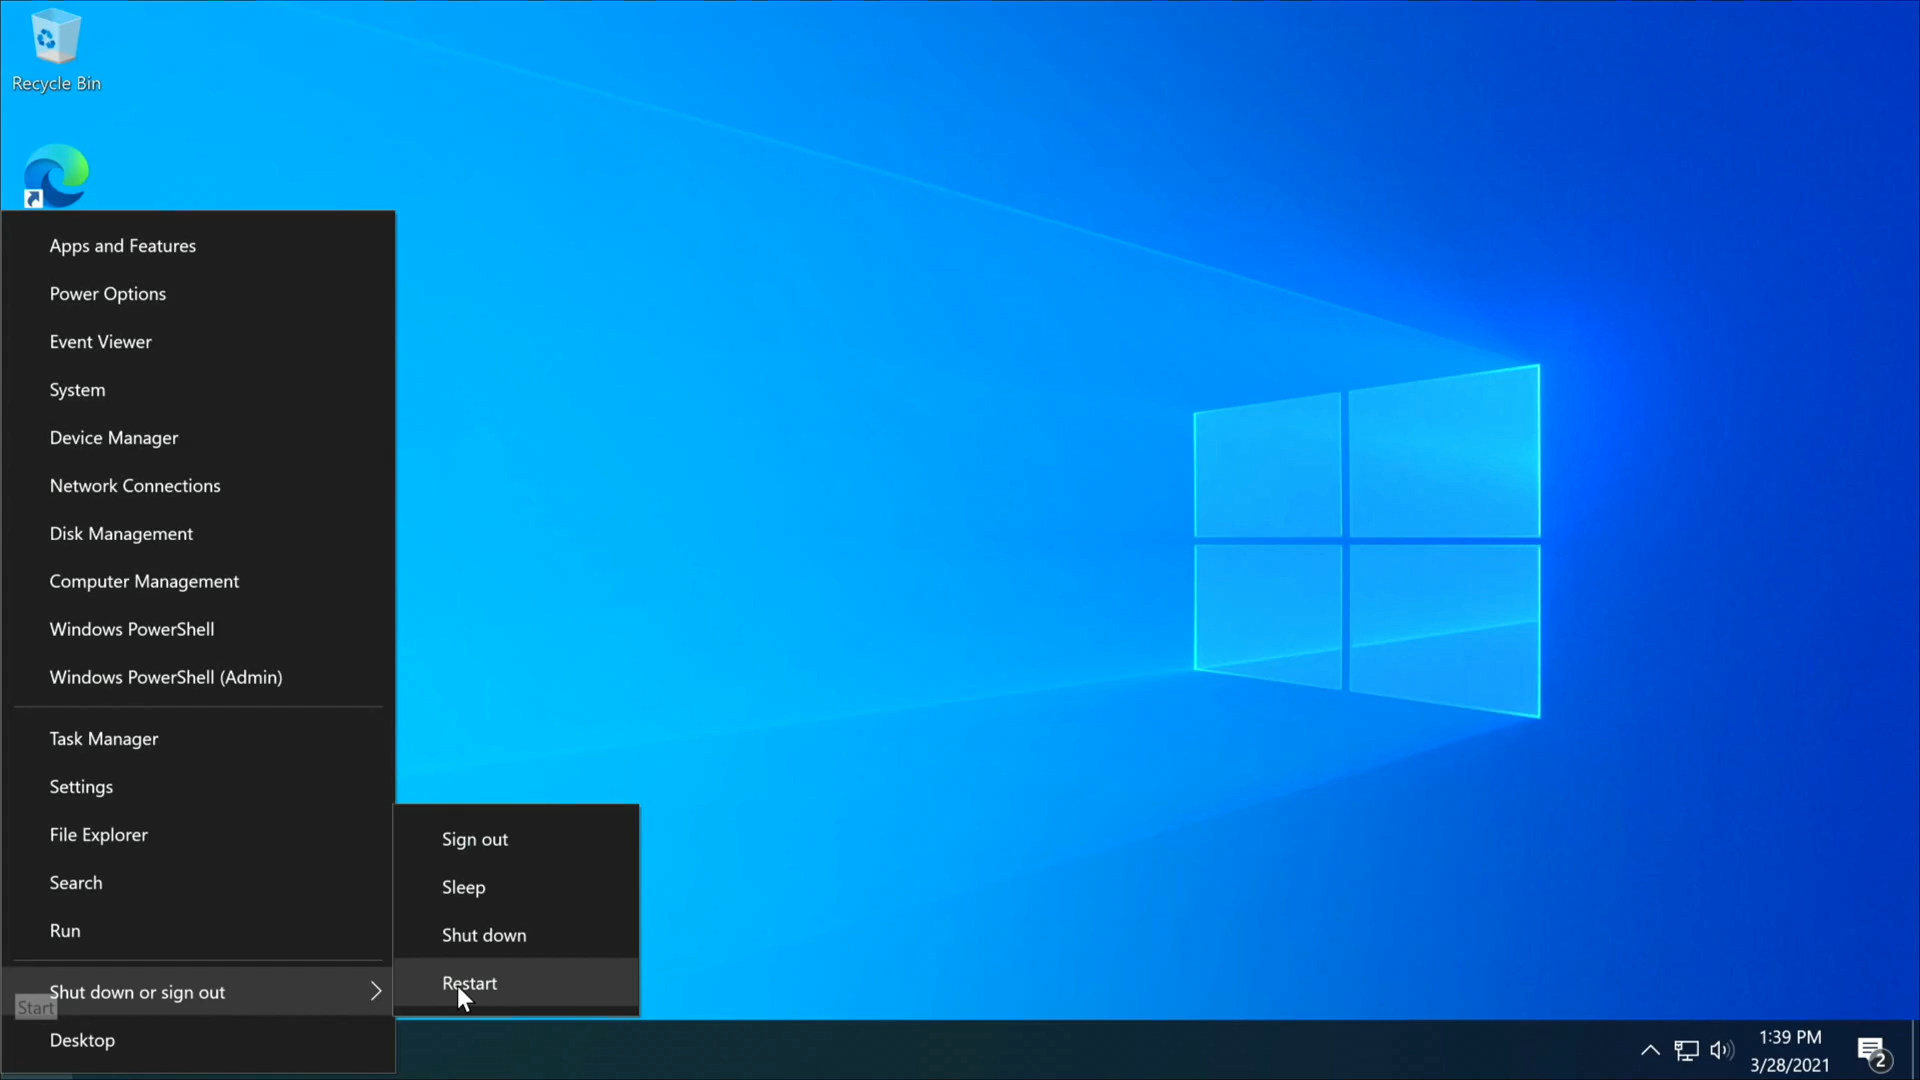 Recycle Bin
Apps and Features
Power Options
Event Viewer
System
Device Manager
Network Connections
Disk Management
Computer Management
Windows PowerShell
Windows PowerShell (Admin)
Task Manager
Settings
File Explorer
Search
Run
Shut down or sign out
Start
Desktop
Sign out
Sleep
Shut down
Restart
1:39 PM
3/28/2021
2